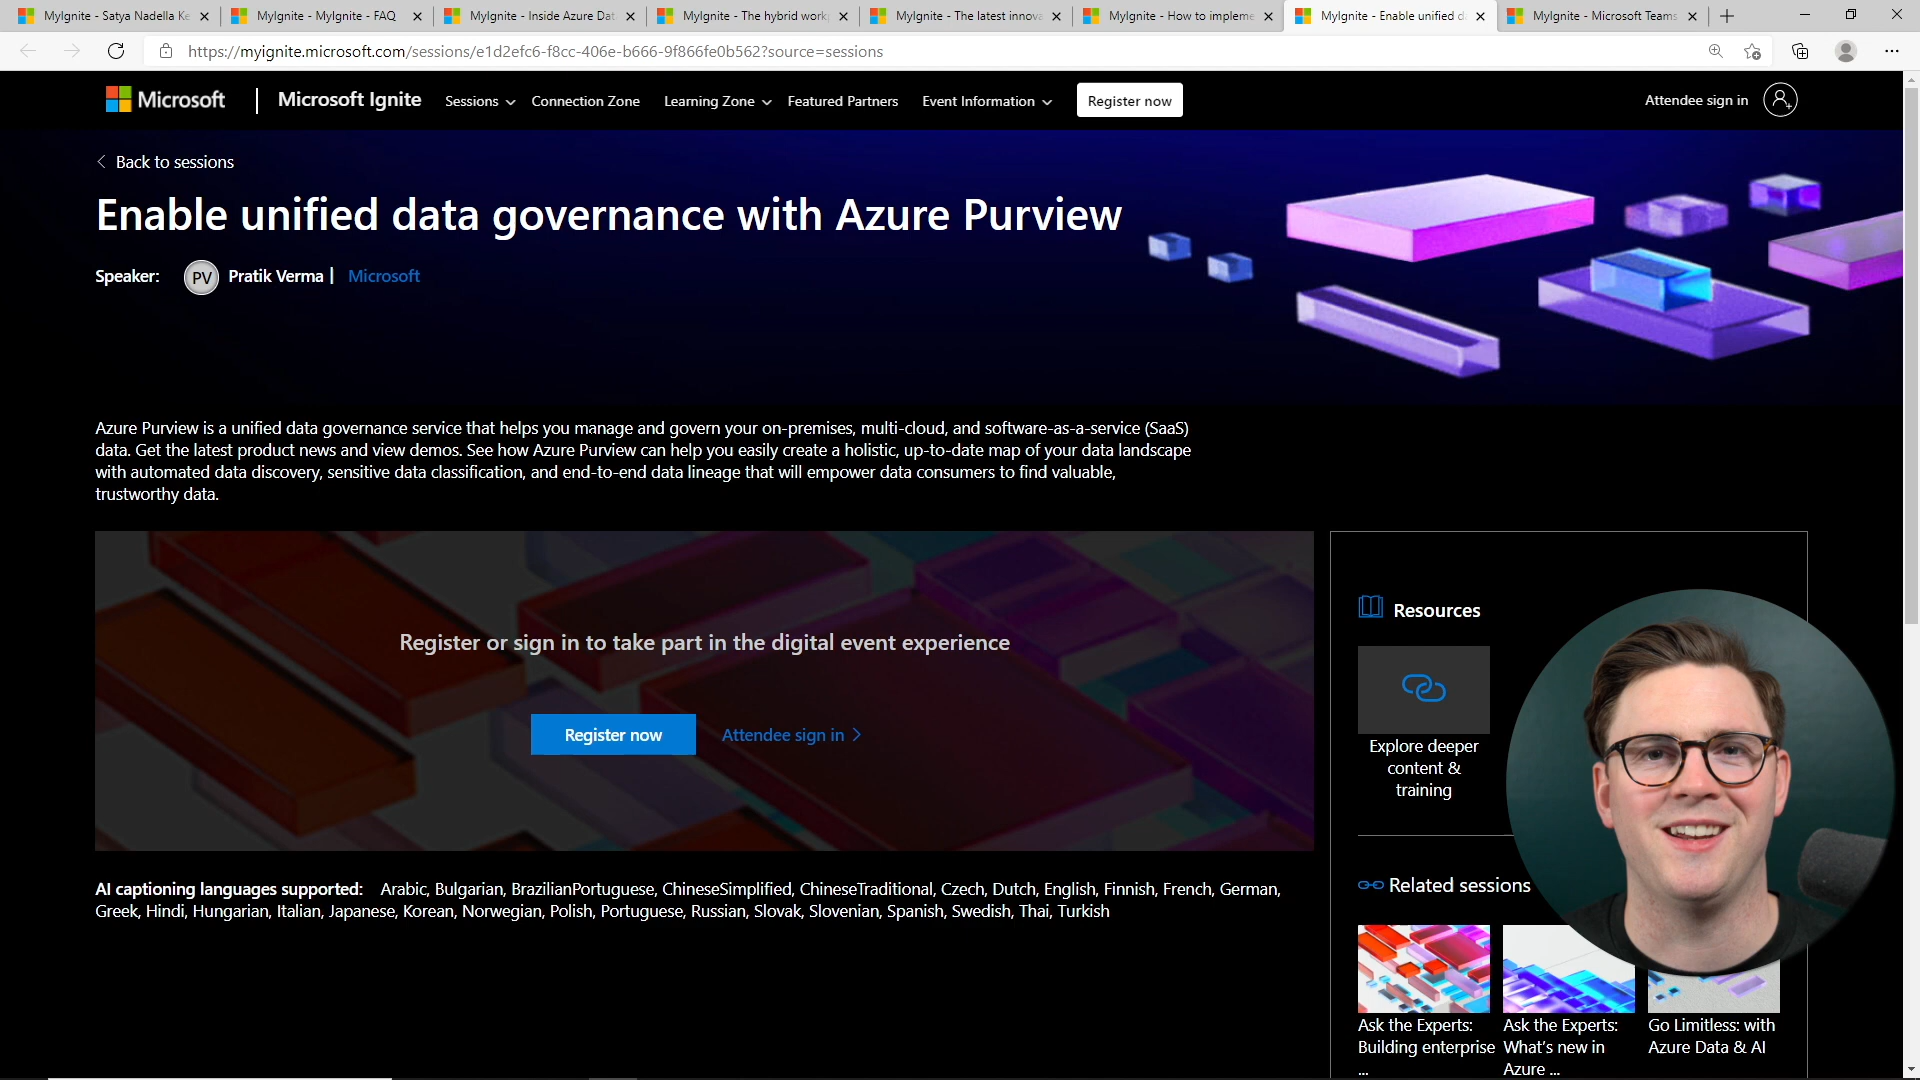 MyIgnite - Satya Nadella Ke
MyIgnite - MyIgnite - FAQ
MyIgnite - Inside Azure Dat
MyIgnite - The hybrid work
MyIgnite - The latest innova
MyIgnite - How to impleme
MyIgnite - Enable unified d
MyIgnite - Microsoft Teams
https://myignite.microsoft.com/sessions/e1d2efc6-f8cc-406e-b666-9f866fe0b562?source=sessions
Microsoft
Microsoft Ignite
Sessions
Connection Zone
Learning Zone
Featured Partners
Event Information
Register now
Attendee sign in
Back to sessions
Enable unified data governance with Azure Purview
Speaker: PV Pratik Verma | Microsoft
Azure Purview is a unified data governance service that helps you manage and govern your on-premises, multi-cloud, and software-as-a-service (SaaS)
data. Get the latest product news and view demos. See how Azure Purview can help you easily create a holistic, up-to-date map of your data landscape
with automated data discovery, sensitive data classification, and end-to-end data lineage that will empower data consumers to find valuable,
trustworthy data.
Register or sign in to take part in the digital event experience
Register now
Attendee sign in
AI captioning languages supported: Arabic, Bulgarian, BrazilianPortuguese, ChineseSimplified, ChineseTraditional, Czech, Dutch, English, Finnish, French, German,
Greek, Hindi, Hungarian, Italian, Japanese, Korean, Norwegian, Polish, Portuguese, Russian, Slovak, Slovenian, Spanish, Swedish, Thai, Turkish
Resources
Explore deeper
content &
training
Related sessions
Ask the Experts:
Building enterprise
...
Ask the Experts:
What's new in
Azure ...
Go Limitless: with
Azure Data & AI